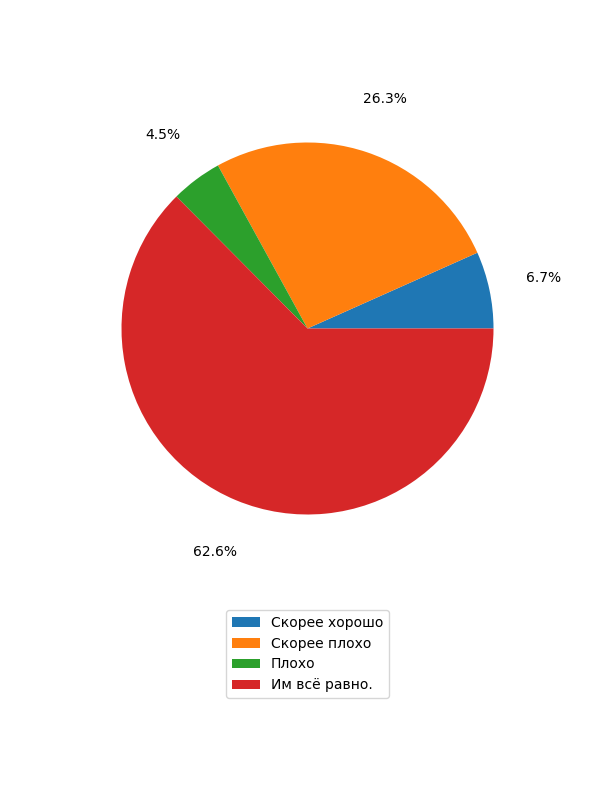 26.3%
4.5%
6.7%
62.6%
Скорее хорошо
Скорее плохо
Плохо
Им всё равно.